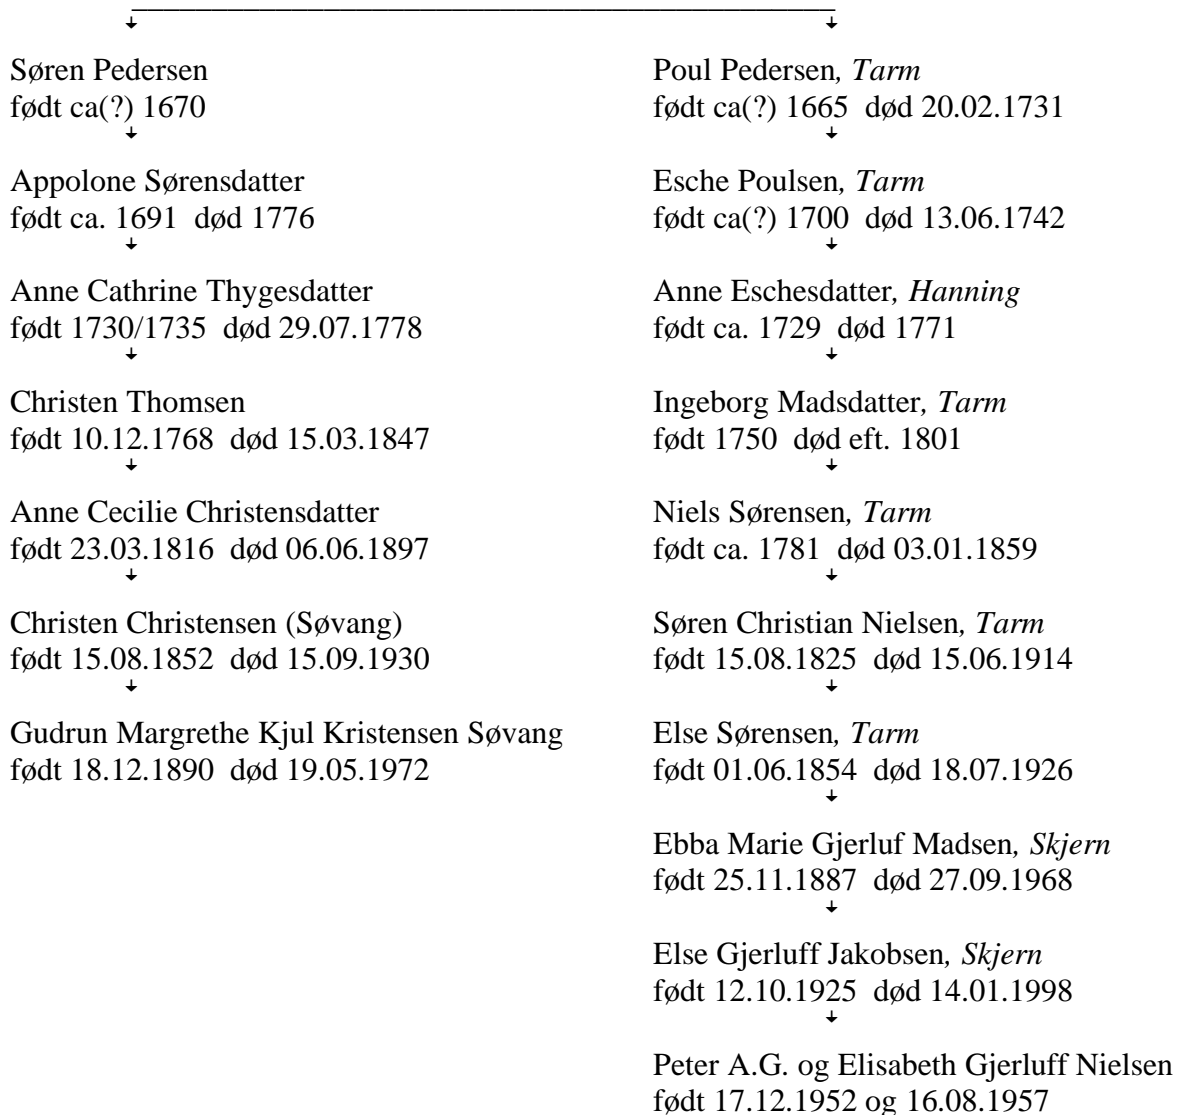 Søren Pedersen
født ca(?) 1670
Appolone Sørensdatter
født ca. 1691 død 1776
Anne Cathrine Thygesdatter
født 1730/1735 død 29.07.1778
Christen Thomsen
født 10.12.1768 død 15.03.1847
Anne Cecilie Christensdatter
født 23.03.1816 død 06.06.1897
Christen Christensen (Søvang)
født 15.08.1852 død 15.09.1930
Gudrun Margrethe Kjul Kristensen Søvang
født 18.12.1890 død 19.05.1972
Poul Pedersen, Tarm
født ca(?) 1665 død 20.02.1731
Esche Poulsen, Tarm
født ca(?) 1700 død 13.06.1742
Anne Eschesdatter, Hanning
født ca. 1729 død 1771
Ingeborg Madsdatter, Tarm
født 1750 død eft. 1801
Niels Sørensen, Tarm
født ca. 1781 død 03.01.1859
Søren Christian Nielsen, Tarm
født 15.08.1825 død 15.06.1914
Else Sørensen, Tarm
født 01.06.1854 død 18.07.1926
Ebba Marie Gjerluf Madsen, Skjern
født 25.11.1887 død 27.09.1968
Else Gjerluff Jakobsen, Skjern
født 12.10.1925 død 14.01.1998
Peter A.G. og Elisabeth Gjerluff Nielsen
født 17.12.1952 og 16.08.1957